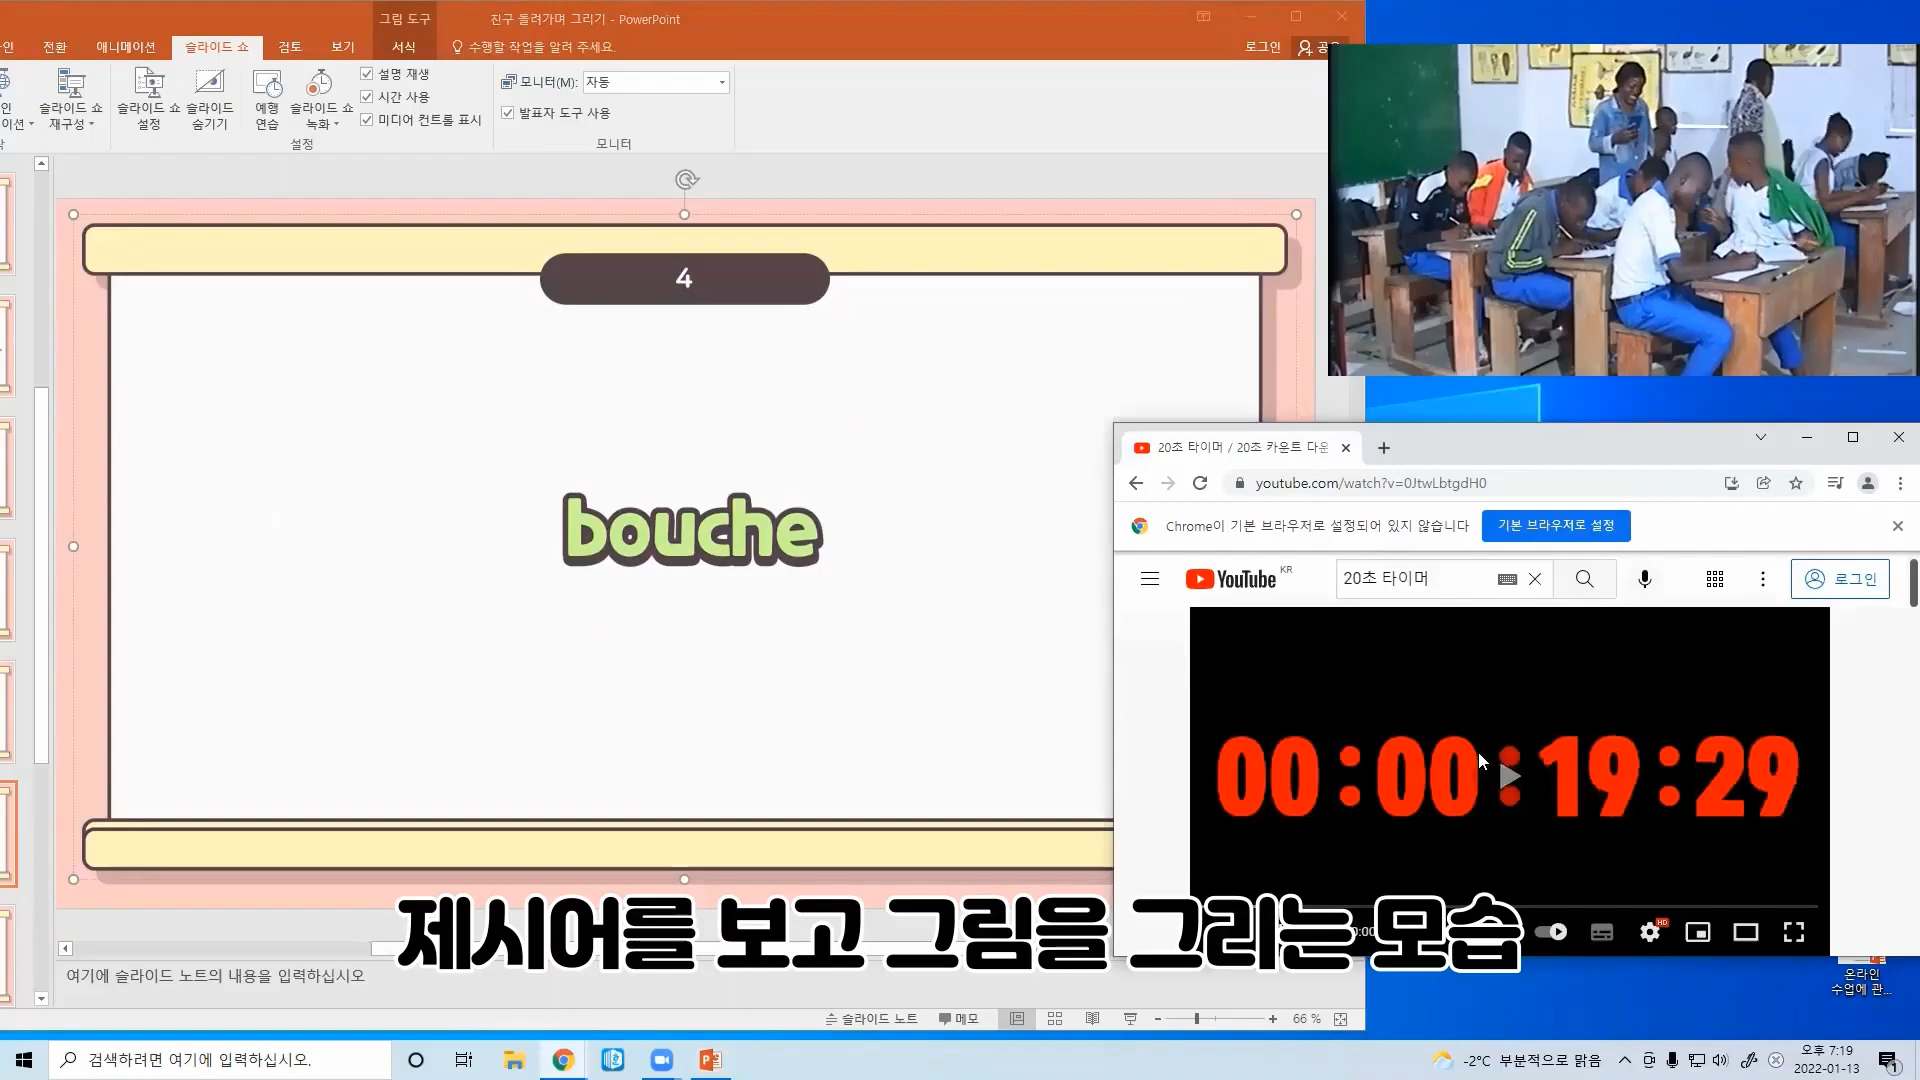 그림 도구
친구 돌려가며 그리기 - PowerPoint
인 전환 애니메이션 슬라이드 쇼 검토 보기 서식 수행할 작업을 알려 주세요. 로그인 공유
슬라이드 쇼 재구성
슬라이드 쇼 설정
슬라이드 숨기기
예행 연습
슬라이드 쇼 녹화
설명 재생
시간 사용
미디어 컨트롤 표시
설정
모니터(M): 자동
발표자 도구 사용
모니터
4
bouche
20초 타이머 / 20초 카운트 다운
youtube.com/watch?v=0JtwLbtgdH0
Chrome이 기본 브라우저로 설정되어 있지 않습니다 기본 브라우저로 설정
YouTube KR
20초 타이머
로그인
00:00:19:29
HD
제시어를 보고 그림을 그리는 모습
여기에 슬라이드 노트의 내용을 입력하십시오
온라인
수업에 관...
슬라이드 노트 메모 66 %
검색하려면 여기에 입력하십시오.
-2°C 부분적으로 맑음
오후 7:19
2022-01-13
1